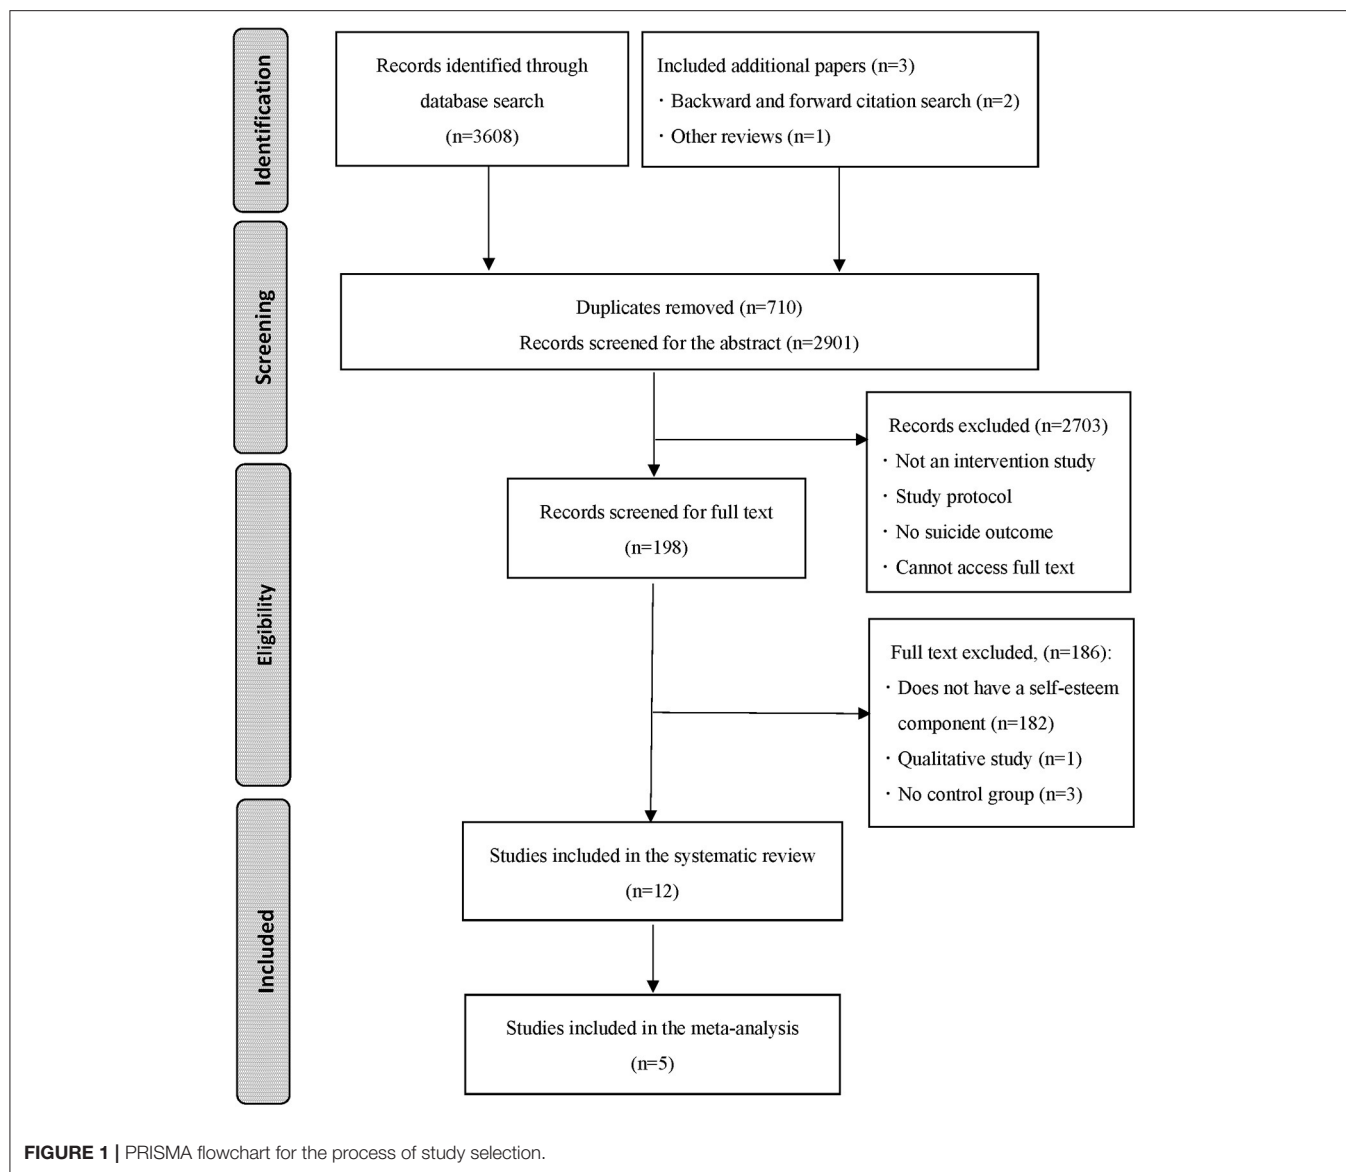 Identification
Records identified through
database search
(n=3608)
Included additional papers (n=3)
・Backward and forward citation search (n=2)
・Other reviews (n=1)
Screening
Duplicates removed (n=710)
Records screened for the abstract (n=2901)
Records excluded (n=2703)
・Not an intervention study
・Study protocol
・No suicide outcome
・Cannot access full text
Eligibility
Records screened for full text
(n=198)
Full text excluded, (n=186):
・Does not have a self-esteem
component (n=182)
・Qualitative study (n=1)
・No control group (n=3)
Included
Studies included in the systematic review
(n=12)
Studies included in the meta-analysis
(n=5)
FIGURE 1 | PRISMA flowchart for the process of study selection.